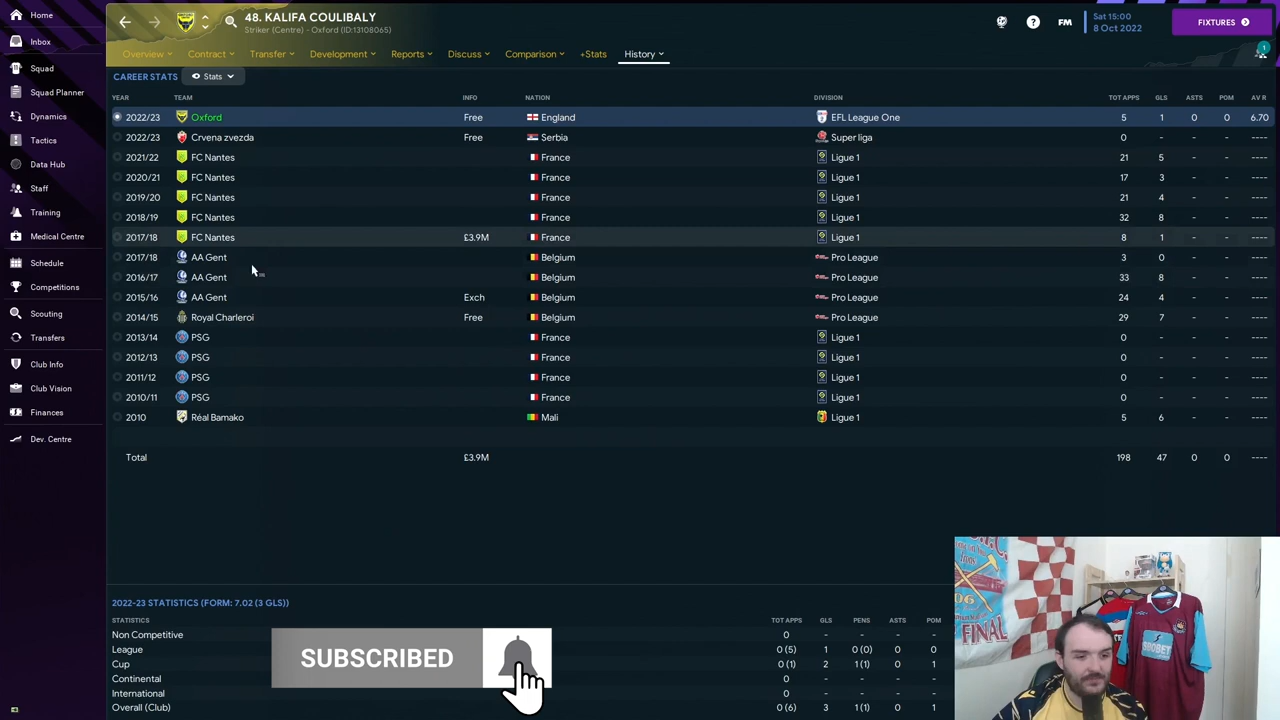 Home
Inbox
Squad
Squad Planner
Dynamics
Tactics
Data Hub
Staff
Training
Medical Centre
Schedule
Competitions
Scouting
Transfers
Club Info
Club Vision
Finances
Dev. Centre
48. KALIFA COULIBALY
Striker (Centre) - Oxford (ID:13108065)
FM
Sat 15:00
8 Oct 2022
FIXTURES
Overview Contract Transfer Development Reports Discuss Comparison +Stats History
1
CAREER STATS Stats
YEAR TEAM INFO NATION DIVISION TOT APPS GLS ASTS POM AV R
2022/23 Oxford Free England EFL League One 5 1 0 0 6.70
2022/23 Crvena zvezda Free Serbia Super liga 0 - - - ----
2021/22 FC Nantes France Ligue 1 21 5 - - ----
2020/21 FC Nantes France Ligue 1 17 3 - - ----
2019/20 FC Nantes France Ligue 1 21 4 - - ----
2018/19 FC Nantes France Ligue 1 32 8 - - ----
2017/18 FC Nantes £3.9M France Ligue 1 8 1 - - ----
2017/18 AA Gent Belgium Pro League 3 0 - - ----
2016/17 AA Gent Belgium Pro League 33 8 - - ----
2015/16 AA Gent Exch Belgium Pro League 24 4 - - ----
2014/15 Royal Charleroi Free Belgium Pro League 29 7 - - ----
2013/14 PSG France Ligue 1 0 - - - ----
2012/13 PSG France Ligue 1 0 - - - ----
2011/12 PSG France Ligue 1 0 - - - ----
2010/11 PSG France Ligue 1 0 - - - ----
2010 Réal Bamako Mali Ligue 1 5 6 - - ----
Total £3.9M 198 47 0 0 ----
2022-23 STATISTICS (FORM: 7.02 (3 GLS))
STATISTICS TOT APPS GLS PENS ASTS POM
Non Competitive 0 - - - -
League 0 (5) 1 0 (0) 0 0
Cup 0 (1) 2 1 (1) 0 1
Continental 0 - - - -
International 0 - - - -
Overall (Club) 0 (6) 3 1 (1) 0 1
SUBSCRIBED
06
FINAL
SBOBET